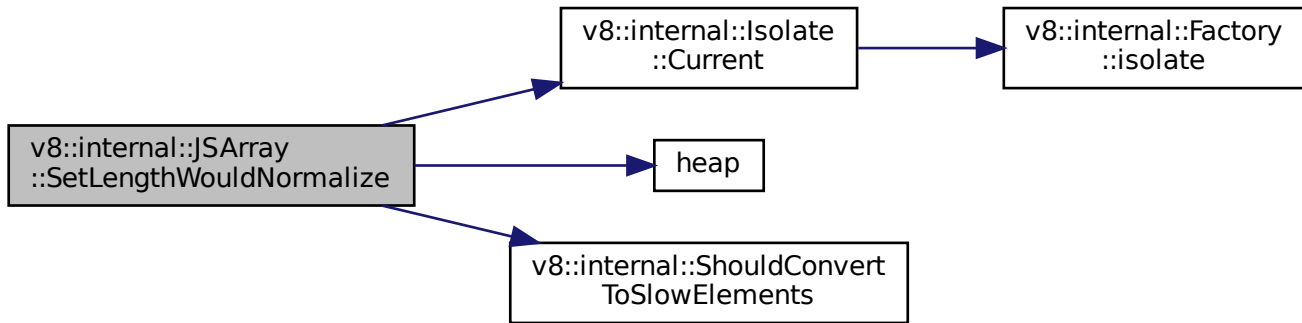 v8::internal::JSArray
::SetLengthWouldNormalize
v8::internal::Isolate
::Current
v8::internal::Factory
::isolate
heap
v8::internal::ShouldConvert
ToSlowElements